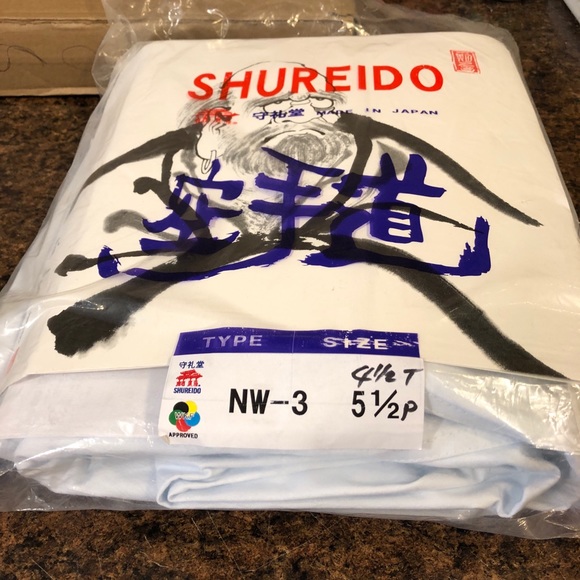 SHUREIDO
守礼堂 MADE IN JAPAN
空手道
TYPE SIZE
守礼堂
SHUREIDO
APPROVED
NW-3
4½ T
5½P